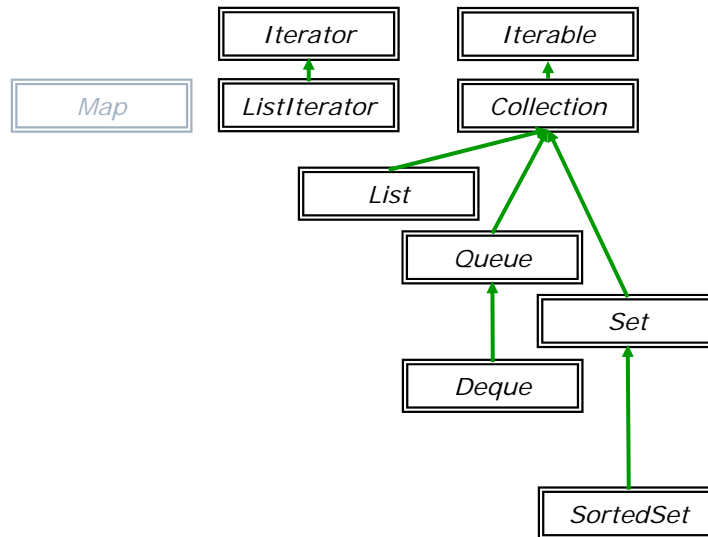 Iterator
Iterable
Map
ListIterator
Collection
List
Queue
Set
Deque
SortedSet